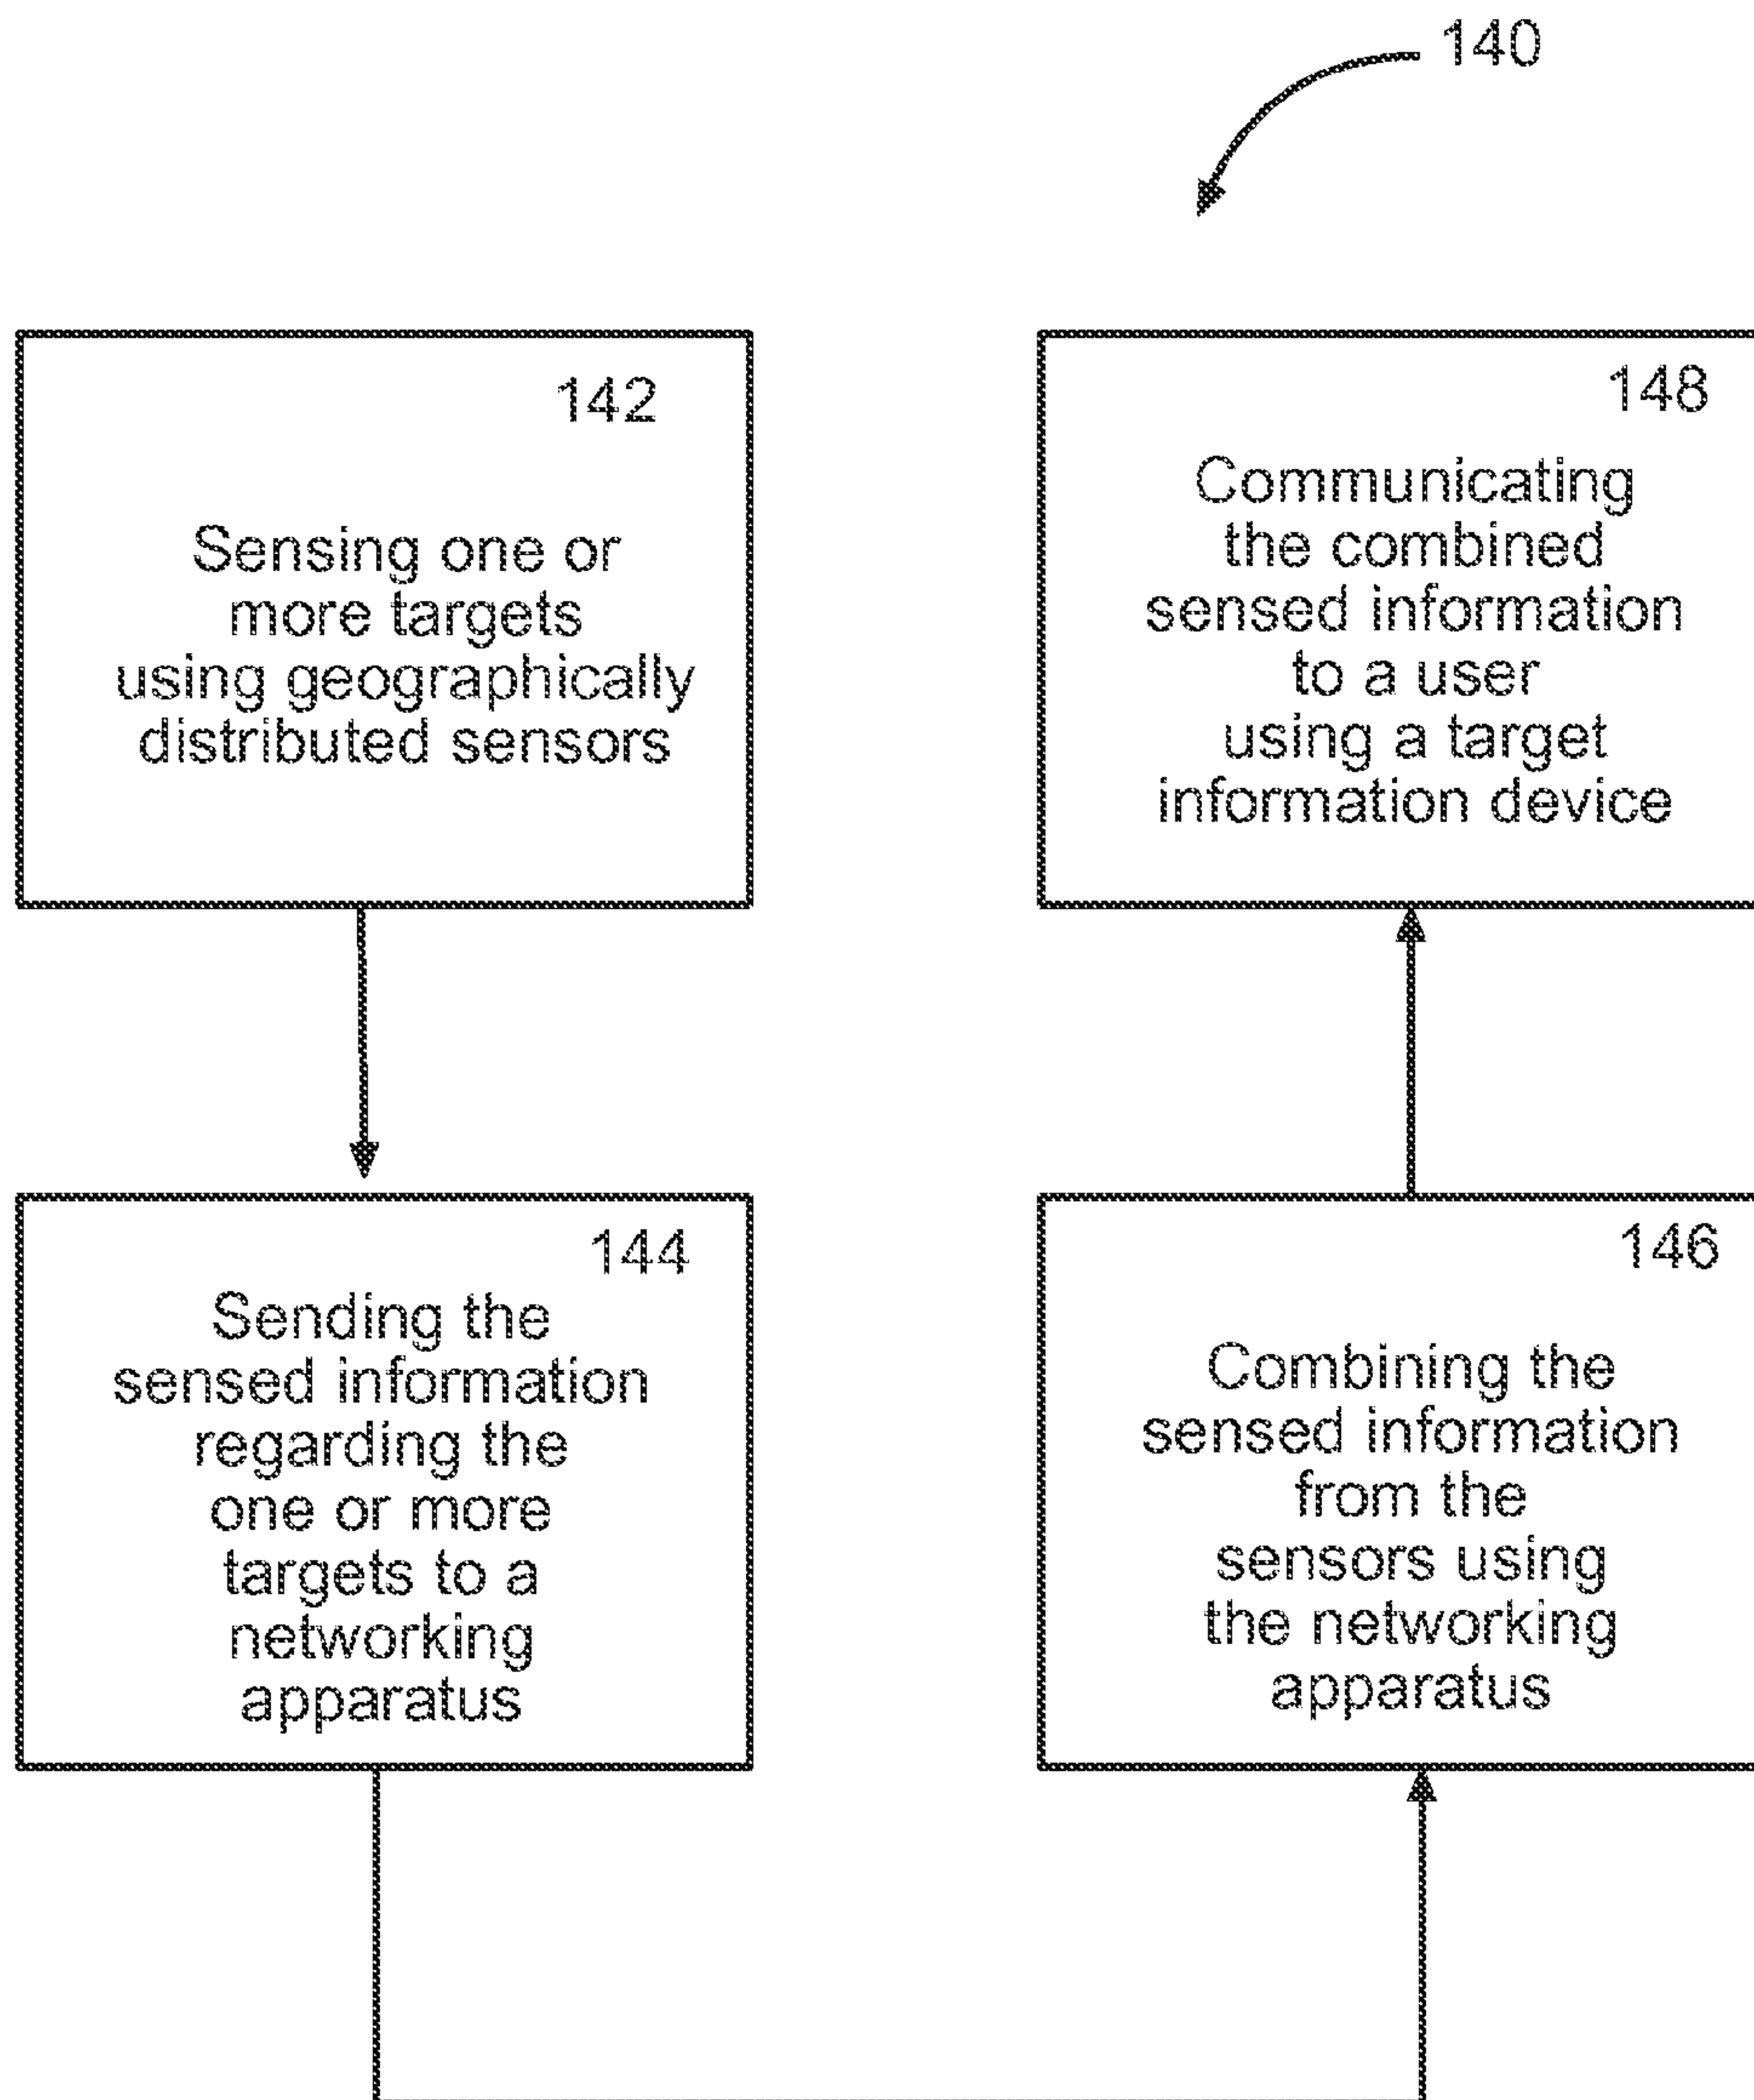 140
142
Sensing one or
more targets
using geographically
distributed sensors
144
Sending the
sensed information
regarding the
one or more
targets to a
networking
apparatus
146
Combining the
sensed information
from the
sensors using
the networking
apparatus
148
Communicating
the combined
sensed information
to a user
using a target
information device